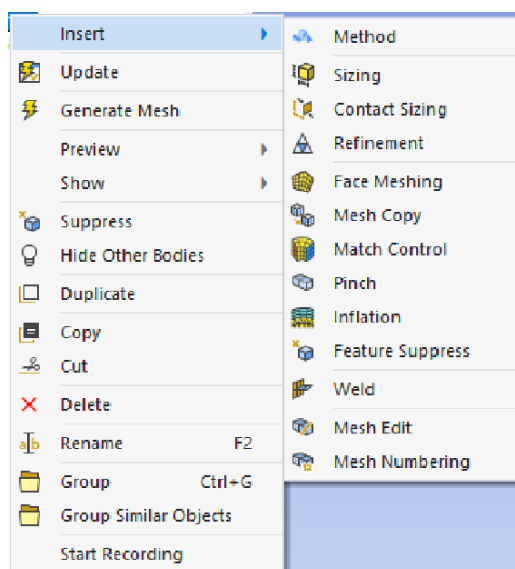 Insert
Update
Generate Mesh
Preview
Show
Suppress
Hide Other Bodies
Duplicate
Copy
Cut
Delete
Rename F2
Group Ctrl+G
Group Similar Objects
Start Recording
Method
Sizing
Contact Sizing
Refinement
Face Meshing
Mesh Copy
Match Control
Pinch
Inflation
Feature Suppress
Weld
Mesh Edit
Mesh Numbering